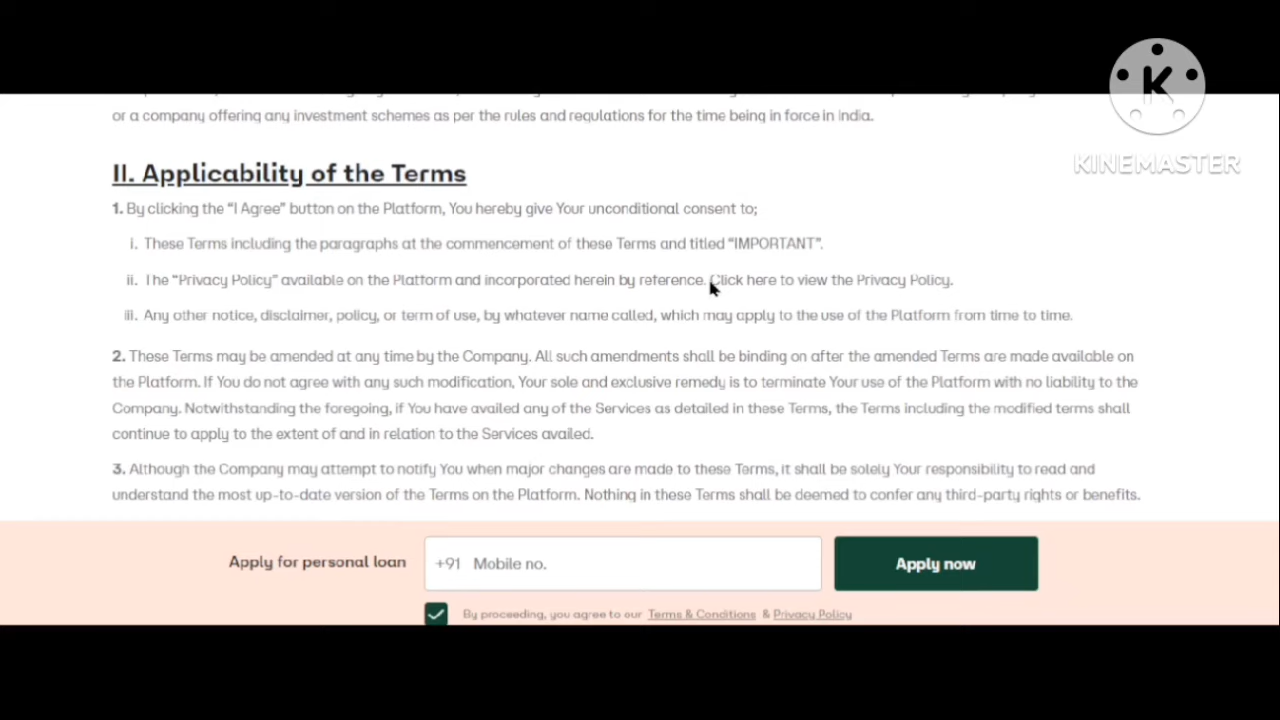 or a company offering any investment schemes as per the rules and regulations for the time being in force in India.
K
KINEMASTER
II. Applicability of the Terms
1. By clicking the “I Agree” button on the Platform, You hereby give Your unconditional consent to;
i. These Terms including the paragraphs at the commencement of these Terms and titled “IMPORTANT”.
ii. The “Privacy Policy” available on the Platform and incorporated herein by reference. Click here to view the Privacy Policy.
iii. Any other notice, disclaimer, policy, or term of use, by whatever name called, which may apply to the use of the Platform from time to time.
2. These Terms may be amended at any time by the Company. All such amendments shall be binding on after the amended Terms are made available on
the Platform. If You do not agree with any such modification, Your sole and exclusive remedy is to terminate Your use of the Platform with no liability to the
Company. Notwithstanding the foregoing, if You have availed any of the Services as detailed in these Terms, the Terms including the modified terms shall
continue to apply to the extent of and in relation to the Services availed.
3. Although the Company may attempt to notify You when major changes are made to these Terms, it shall be solely Your responsibility to read and
understand the most up-to-date version of the Terms on the Platform. Nothing in these Terms shall be deemed to confer any third-party rights or benefits.
Apply for personal loan
+91 Mobile no.
Apply now
By proceeding, you agree to our Terms & Conditions & Privacy Policy